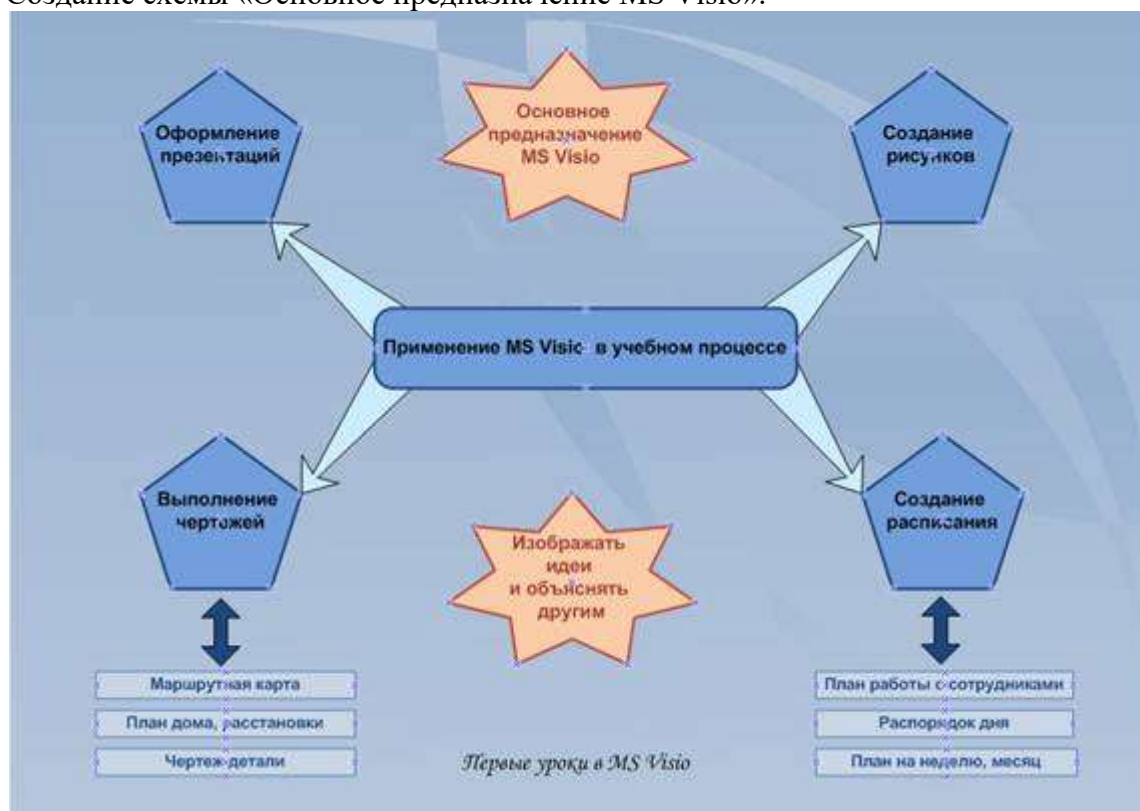 Создание схемы «Основное предназначение MS Visio».
Оформление
презентаций
Основное
предназначение
MS Visio
Создание
рисунков
Применение MS Visio в учебном процессе
Выполнение
чертежей
Изображать
идеи
и объяснять
другим
Создание
расписания
Маршрутная карта
План дома, расстановки
Чертеж детали
План работы с сотрудниками
Распорядок дня
План на неделю, месяц
Первые уроки в MS Visio